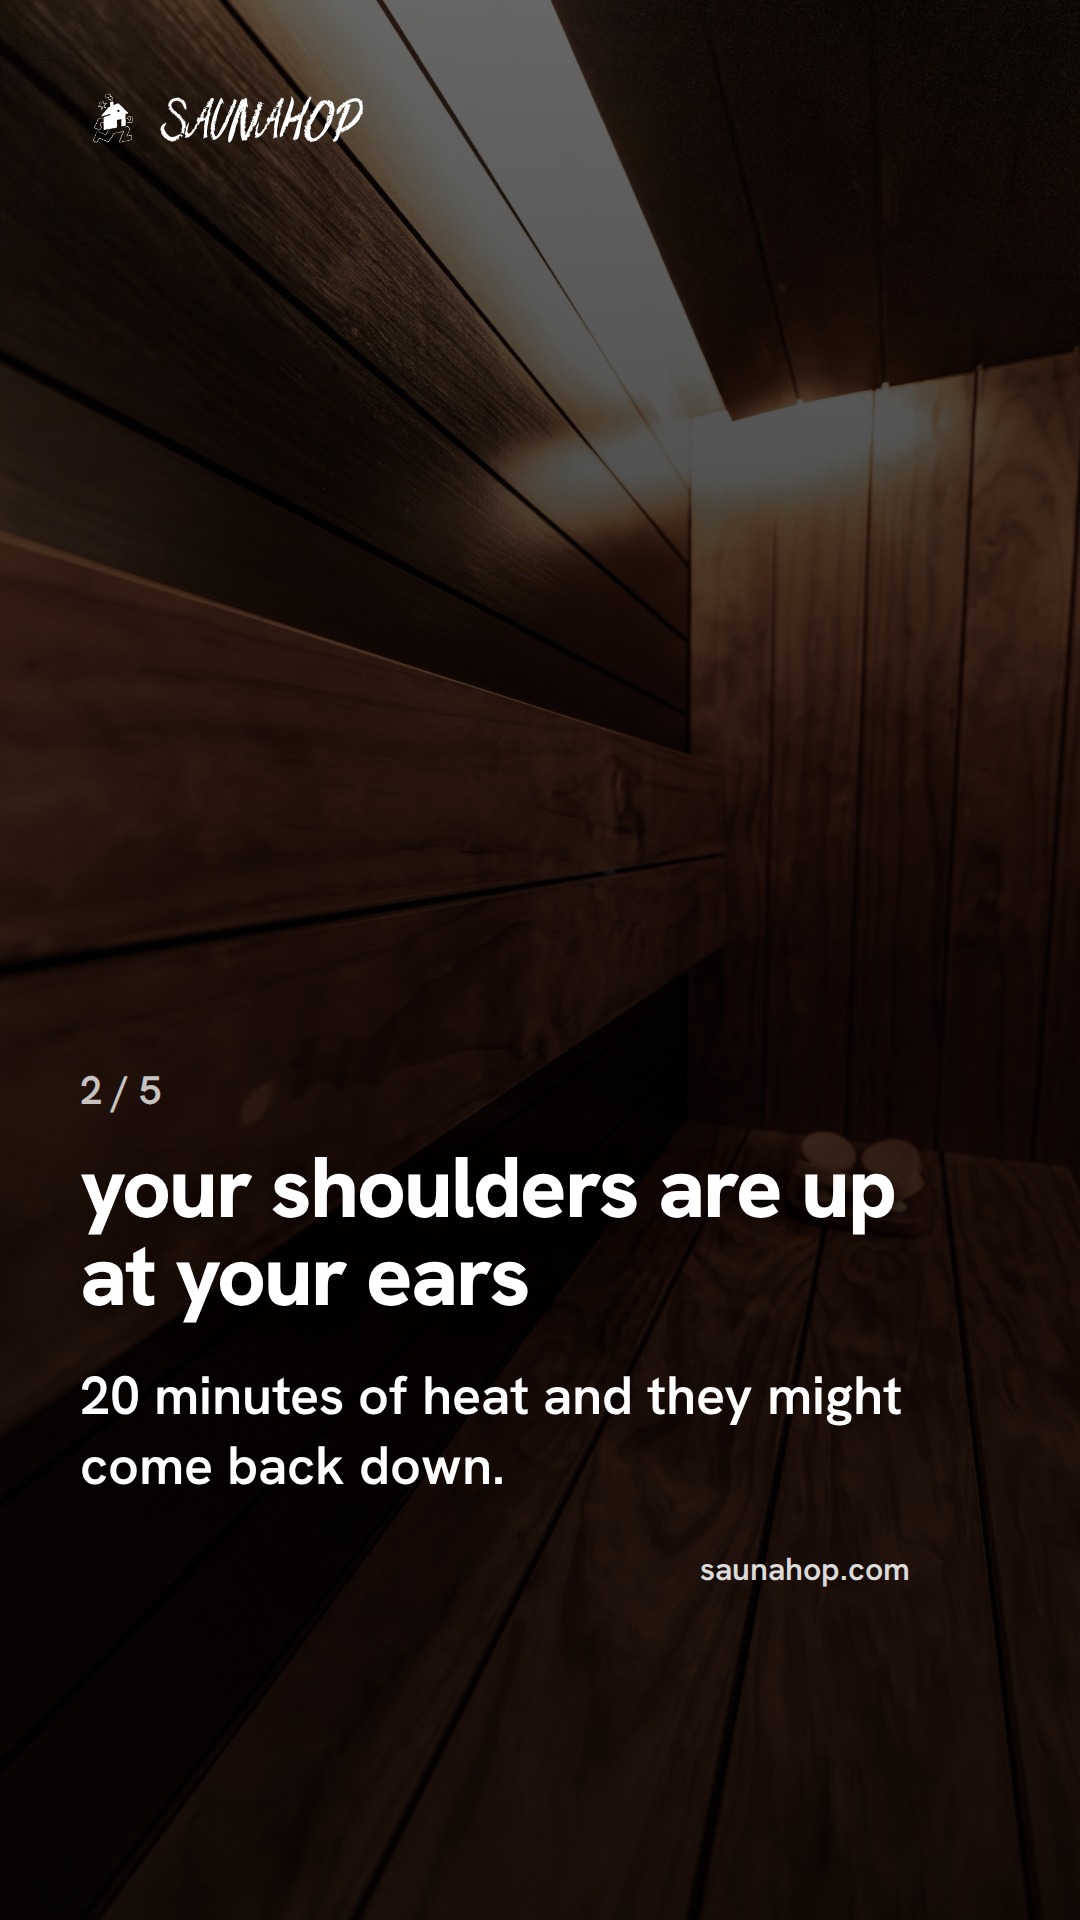 SAUNAHOP
2 / 5
your shoulders are up
at your ears
20 minutes of heat and they might
come back down.
saunahop.com